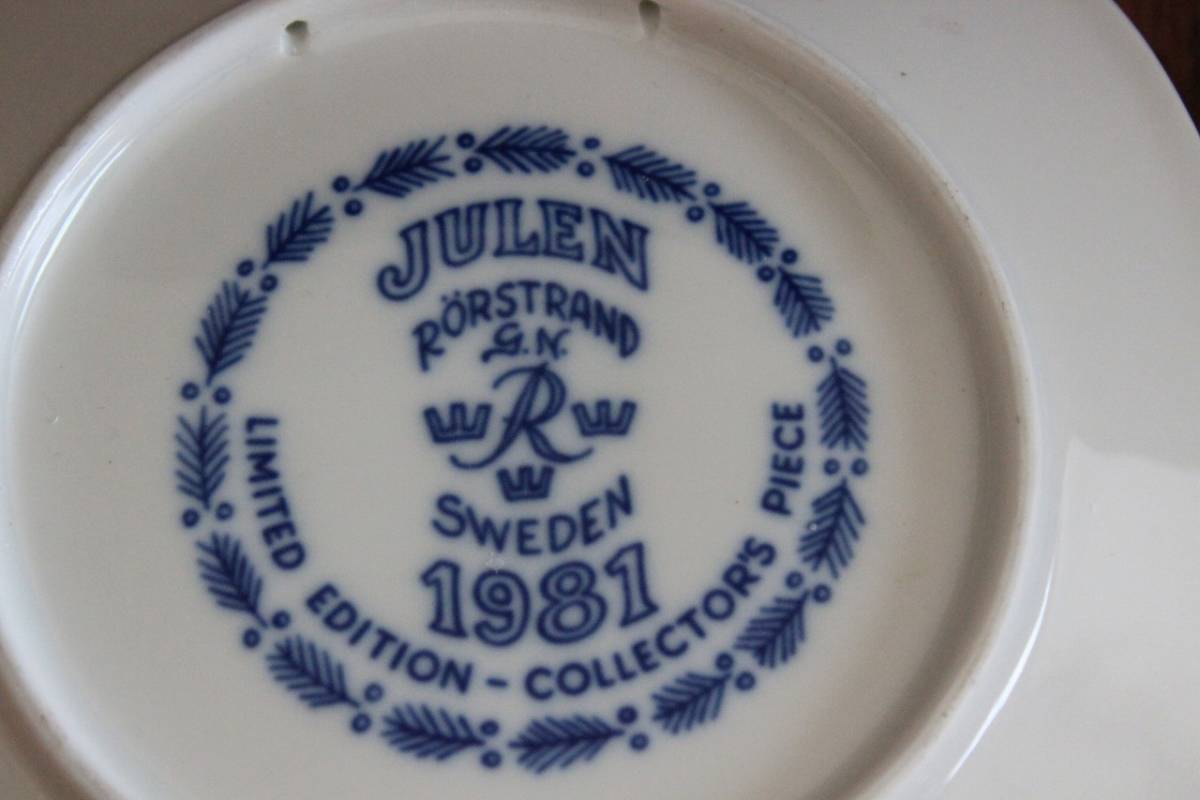 JULEN
RÖRSTRAND
G.N.
R
SWEDEN
1981
LIMITED EDITION - COLLECTOR'S PIECE